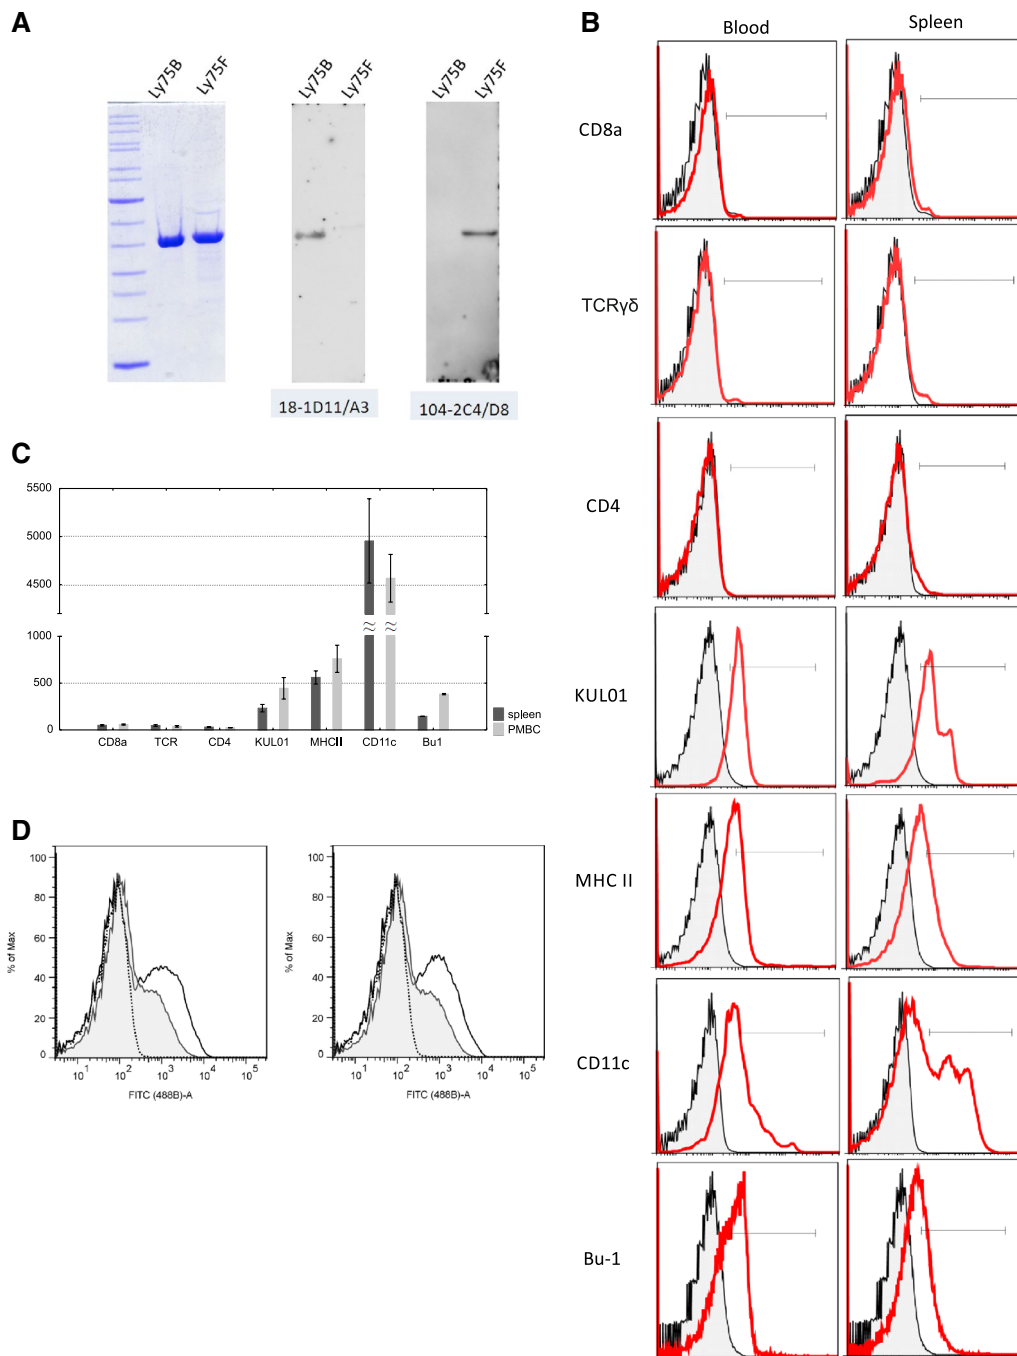 A
Ly75B
Ly75F
Ly75B
Ly75F
Ly75B
Ly75F
18-1D11/A3
104-2C4/D8
B
Blood
Spleen
CD8a
TCRγδ
CD4
KUL01
MHC II
CD11c
Bu-1
C
5500
5000
4500
1000
500
0
≈
≈
CD8a
TCR
CD4
KUL01
MHCII
CD11c
Bu1
spleen
PMBC
D
% of Max
100
80
60
40
20
0
10¹
10²
10³
10⁴
10⁵
FITC (488B)-A
% of Max
100
80
60
40
20
0
10¹
10²
10³
10⁴
10⁵
FITC (488B)-A